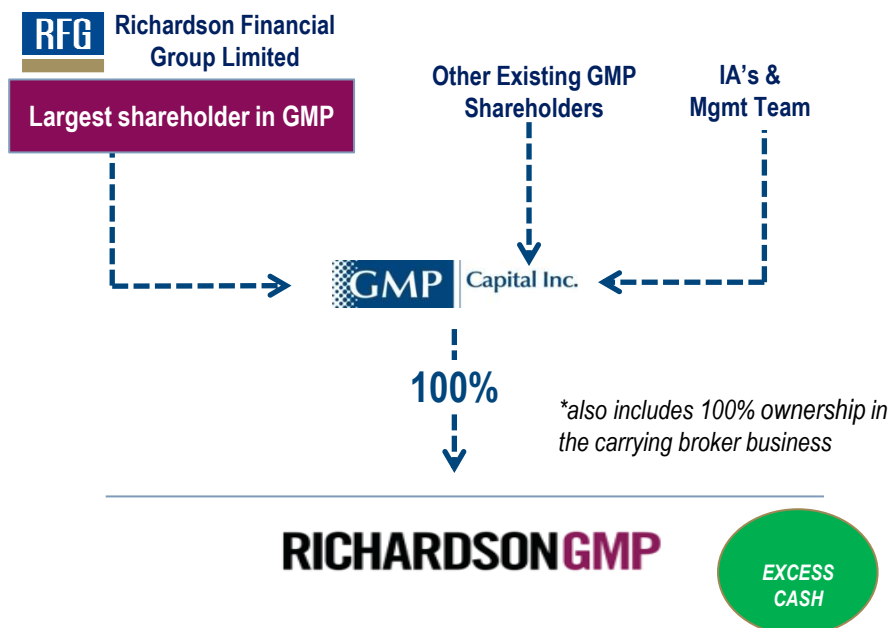 RFG
Richardson Financial
Group Limited
Largest shareholder in GMP
Other Existing GMP
Shareholders
IA's &
Mgmt Team
GMP Capital Inc.
100%
*also includes 100% ownership in
the carrying broker business
RICHARDSONGMP
EXCESS
CASH